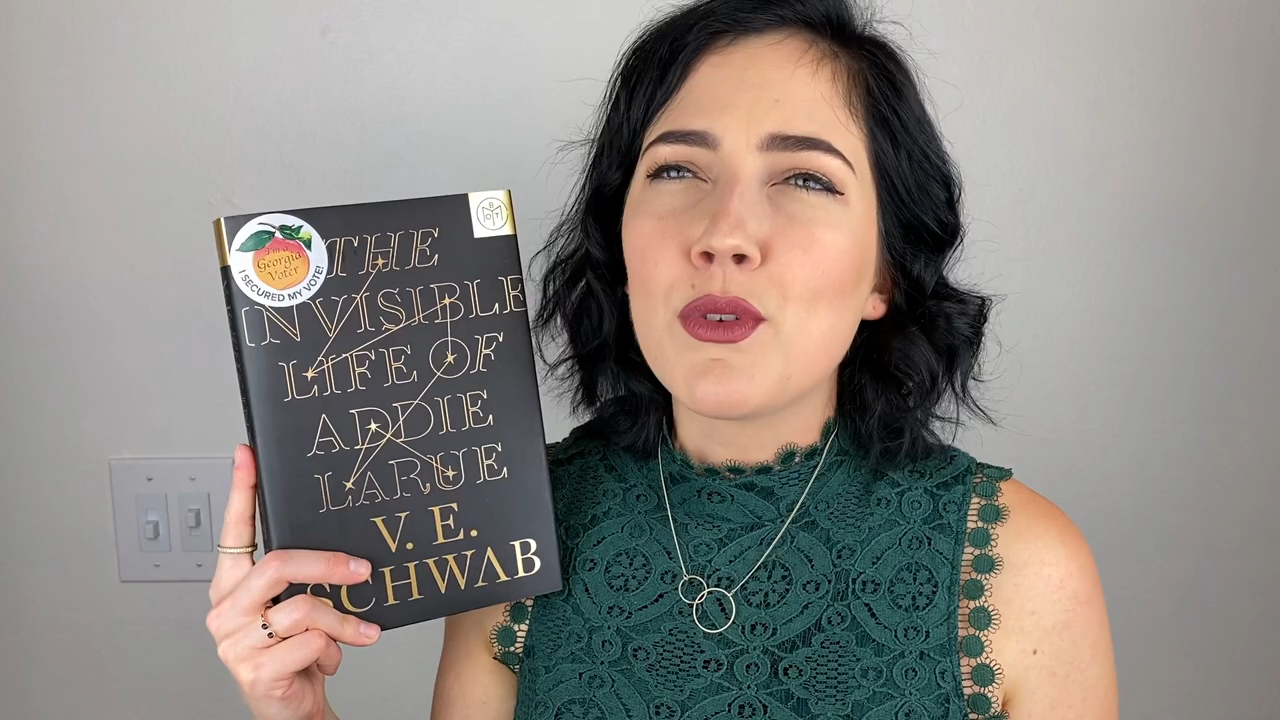 I'm a
Georgia
Voter
I SECURED MY VOTE!
BOTM
THE
INVISIBLE
LIFE OF
ADDIE
LARUE
V. E.
SCHWAB